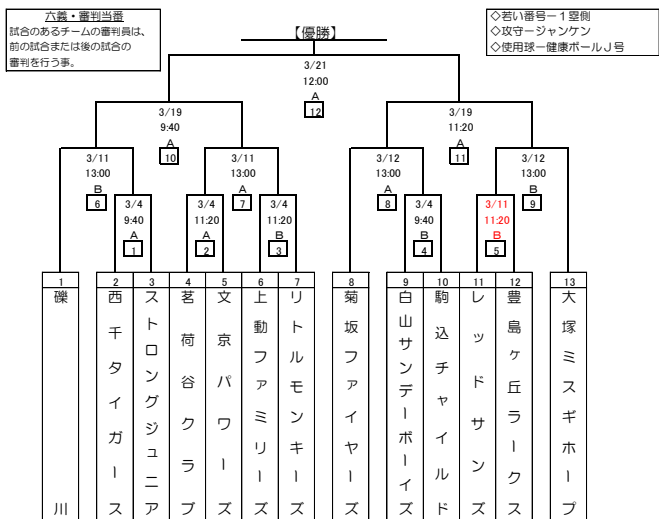 六義・審判当番
試合のあるチームの審判員は、
前の試合または後の試合の
審判を行う事。
【優勝】
◇若い番号－１塁側
◇攻守－ジャンケン
◇使用球－健康ボールＪ号
3/21
12:00
A
12
3/19
9:40
A
10
3/19
11:20
A
11
3/11
13:00
B
6
3/11
13:00
A
7
3/12
13:00
A
8
3/12
13:00
B
9
3/4
9:40
A
1
3/4
11:20
A
2
3/4
11:20
B
3
3/4
9:40
B
4
3/11
11:20
B
5
1
礫川
2
西千タイガース
3
ストロングジュニア
4
茗荷谷クラブ
5
文京パワーズ
6
上動ファミリーズ
7
リトルモンキーズ
8
菊坂ファイヤーズ
9
白山サンデーボーイズ
10
駒込チャイルド
11
レッドサンズ
12
豊島ヶ丘ラークス
13
大塚ミスギホープ